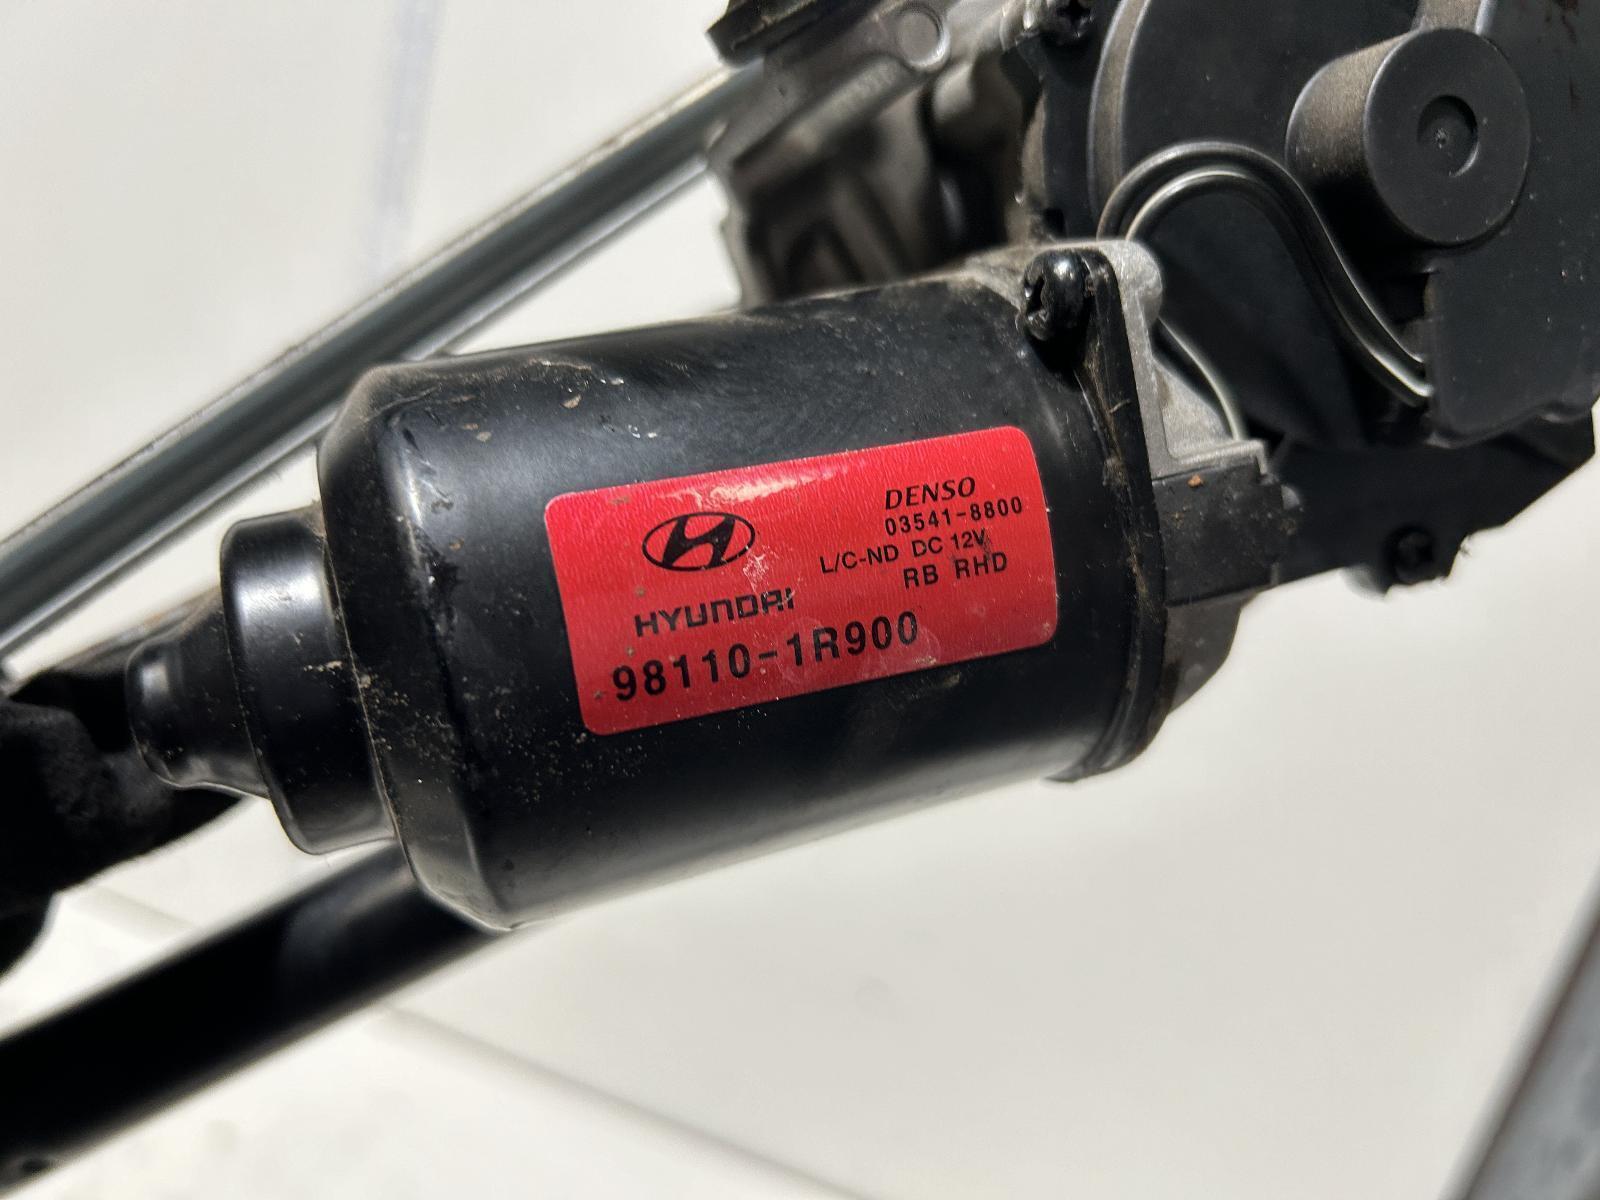 DENSO
03541-8800
L/C-ND DC 12V
RB RHD
HYUNDAI
98110-1R900